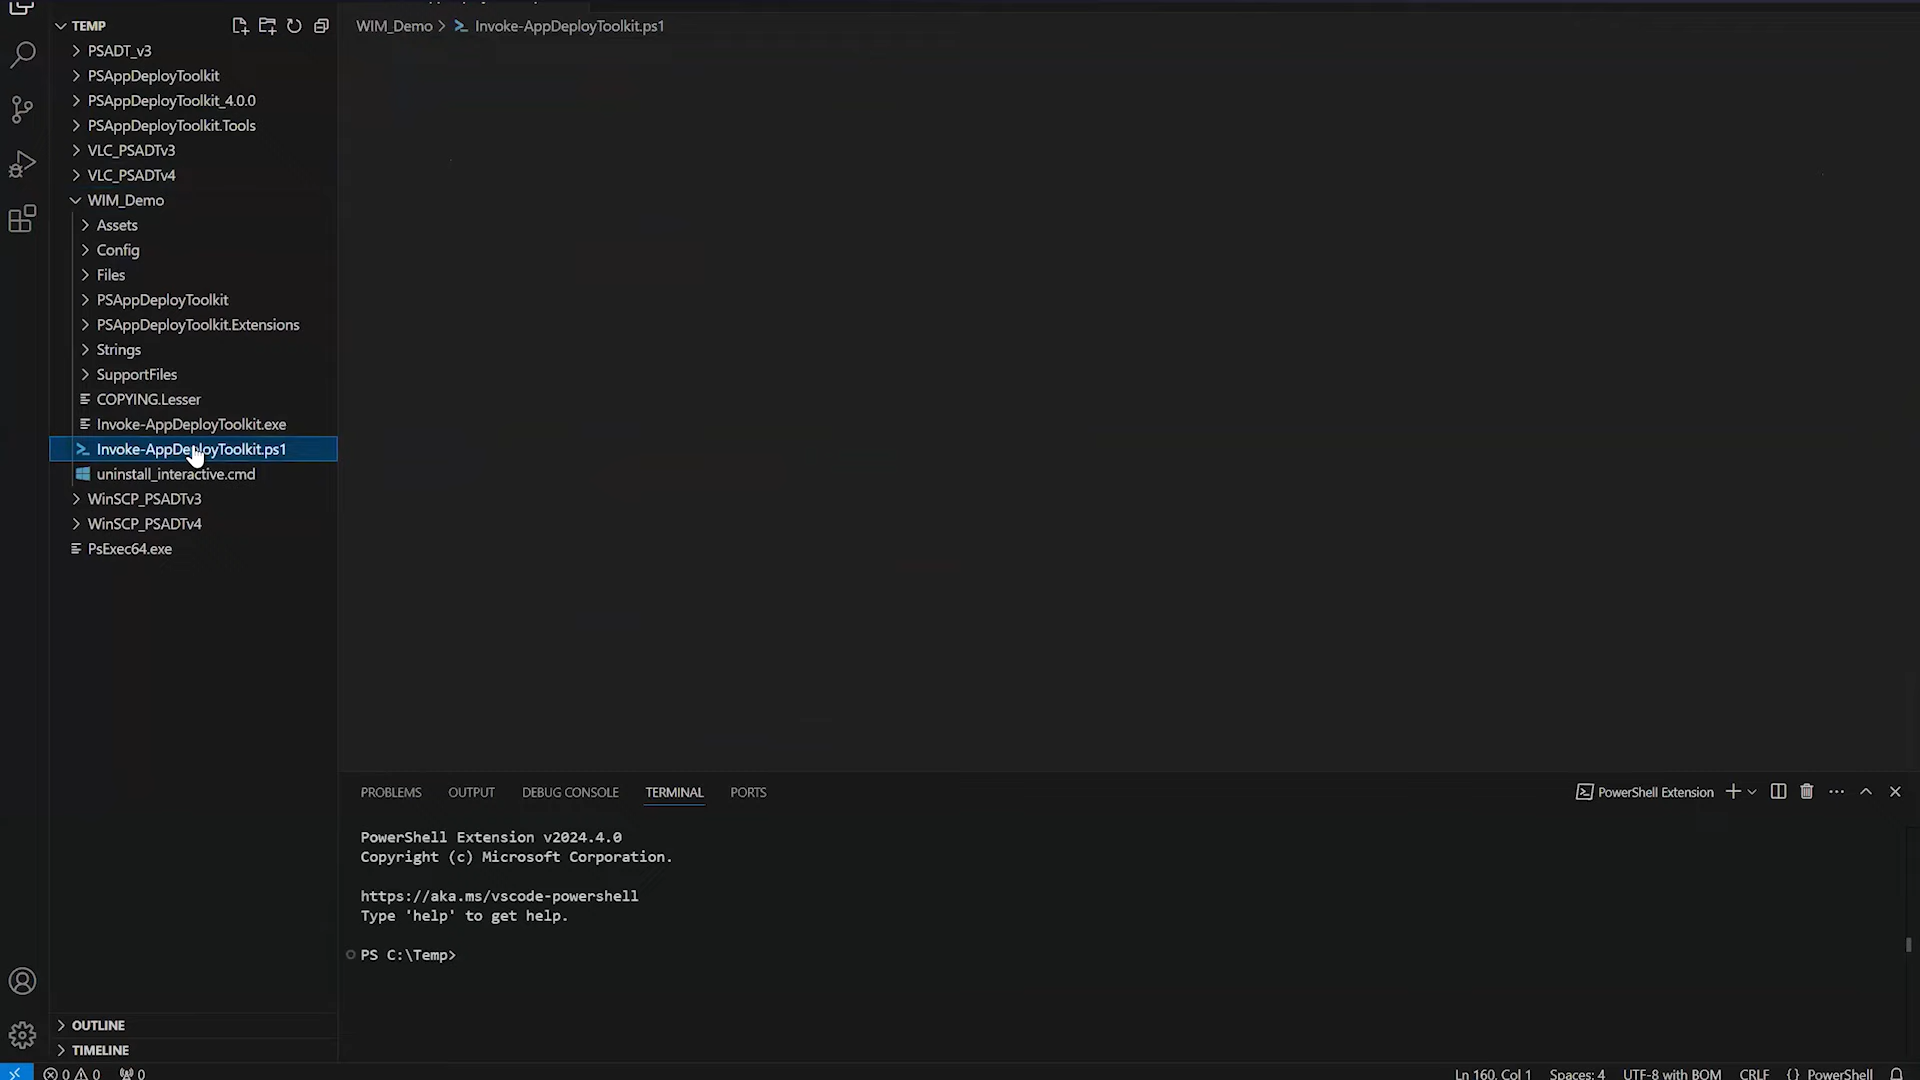 TEMP
PSADT_v3
PSAppDeployToolkit
PSAppDeployToolkit_4.0.0
PSAppDeployToolkit.Tools
VLC_PSADTv3
VLC_PSADTv4
WIM_Demo
Assets
Config
Files
PSAppDeployToolkit
PSAppDeployToolkit.Extensions
Strings
SupportFiles
COPYING.Lesser
Invoke-AppDeployToolkit.exe
Invoke-AppDeployToolkit.ps1
uninstall_interactive.cmd
WinSCP_PSADTv3
WinSCP_PSADTv4
PsExec64.exe
OUTLINE
TIMELINE
WIM_Demo > Invoke-AppDeployToolkit.ps1
PROBLEMS OUTPUT DEBUG CONSOLE TERMINAL PORTS
PowerShell Extension
PowerShell Extension v2024.4.0
Copyright (c) Microsoft Corporation.
https://aka.ms/vscode-powershell
Type 'help' to get help.
PS C:\Temp>
0 0 0
Ln 160, Col 1 Spaces: 4 UTF-8 with BOM CRLF {} PowerShell